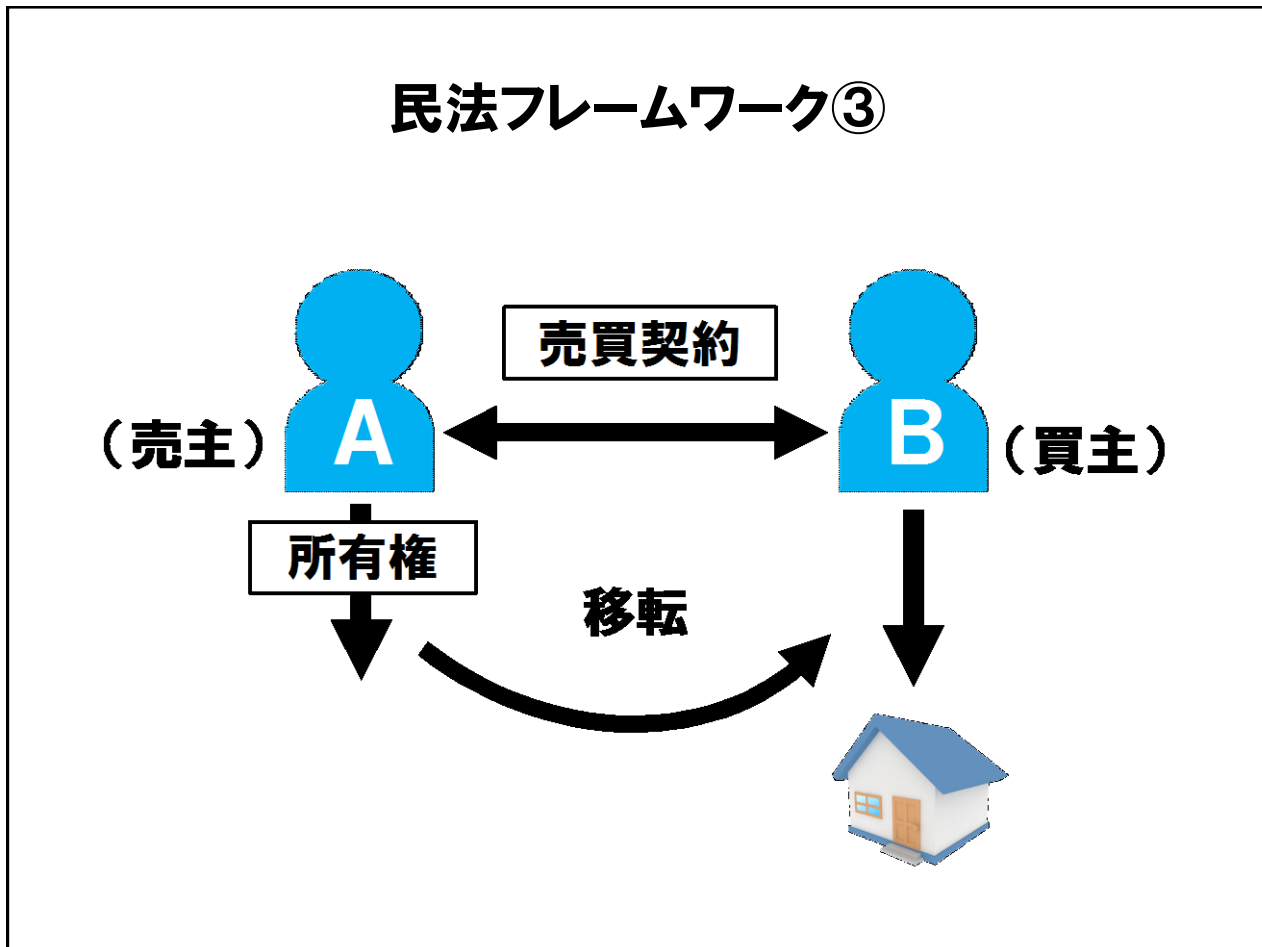 民法フレームワーク③
売買契約
（売主）
A
B
（買主）
所有権
移転